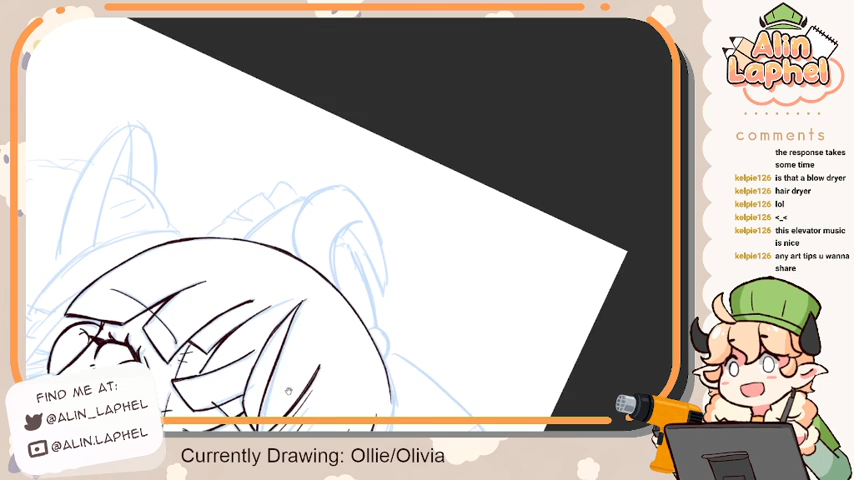 Alin
Laphel
comments
the response takes
some time
kelpie126 is that a blow dryer
kelpie126 hair dryer
kelpie126 lol
kelpie126 <_<
kelpie126 this elevator music
is nice
kelpie126 any art tips u wanna
share
FIND ME AT:
@ALIN_LAPHEL
@ALIN.LAPHEL
Currently Drawing: Ollie/Olivia